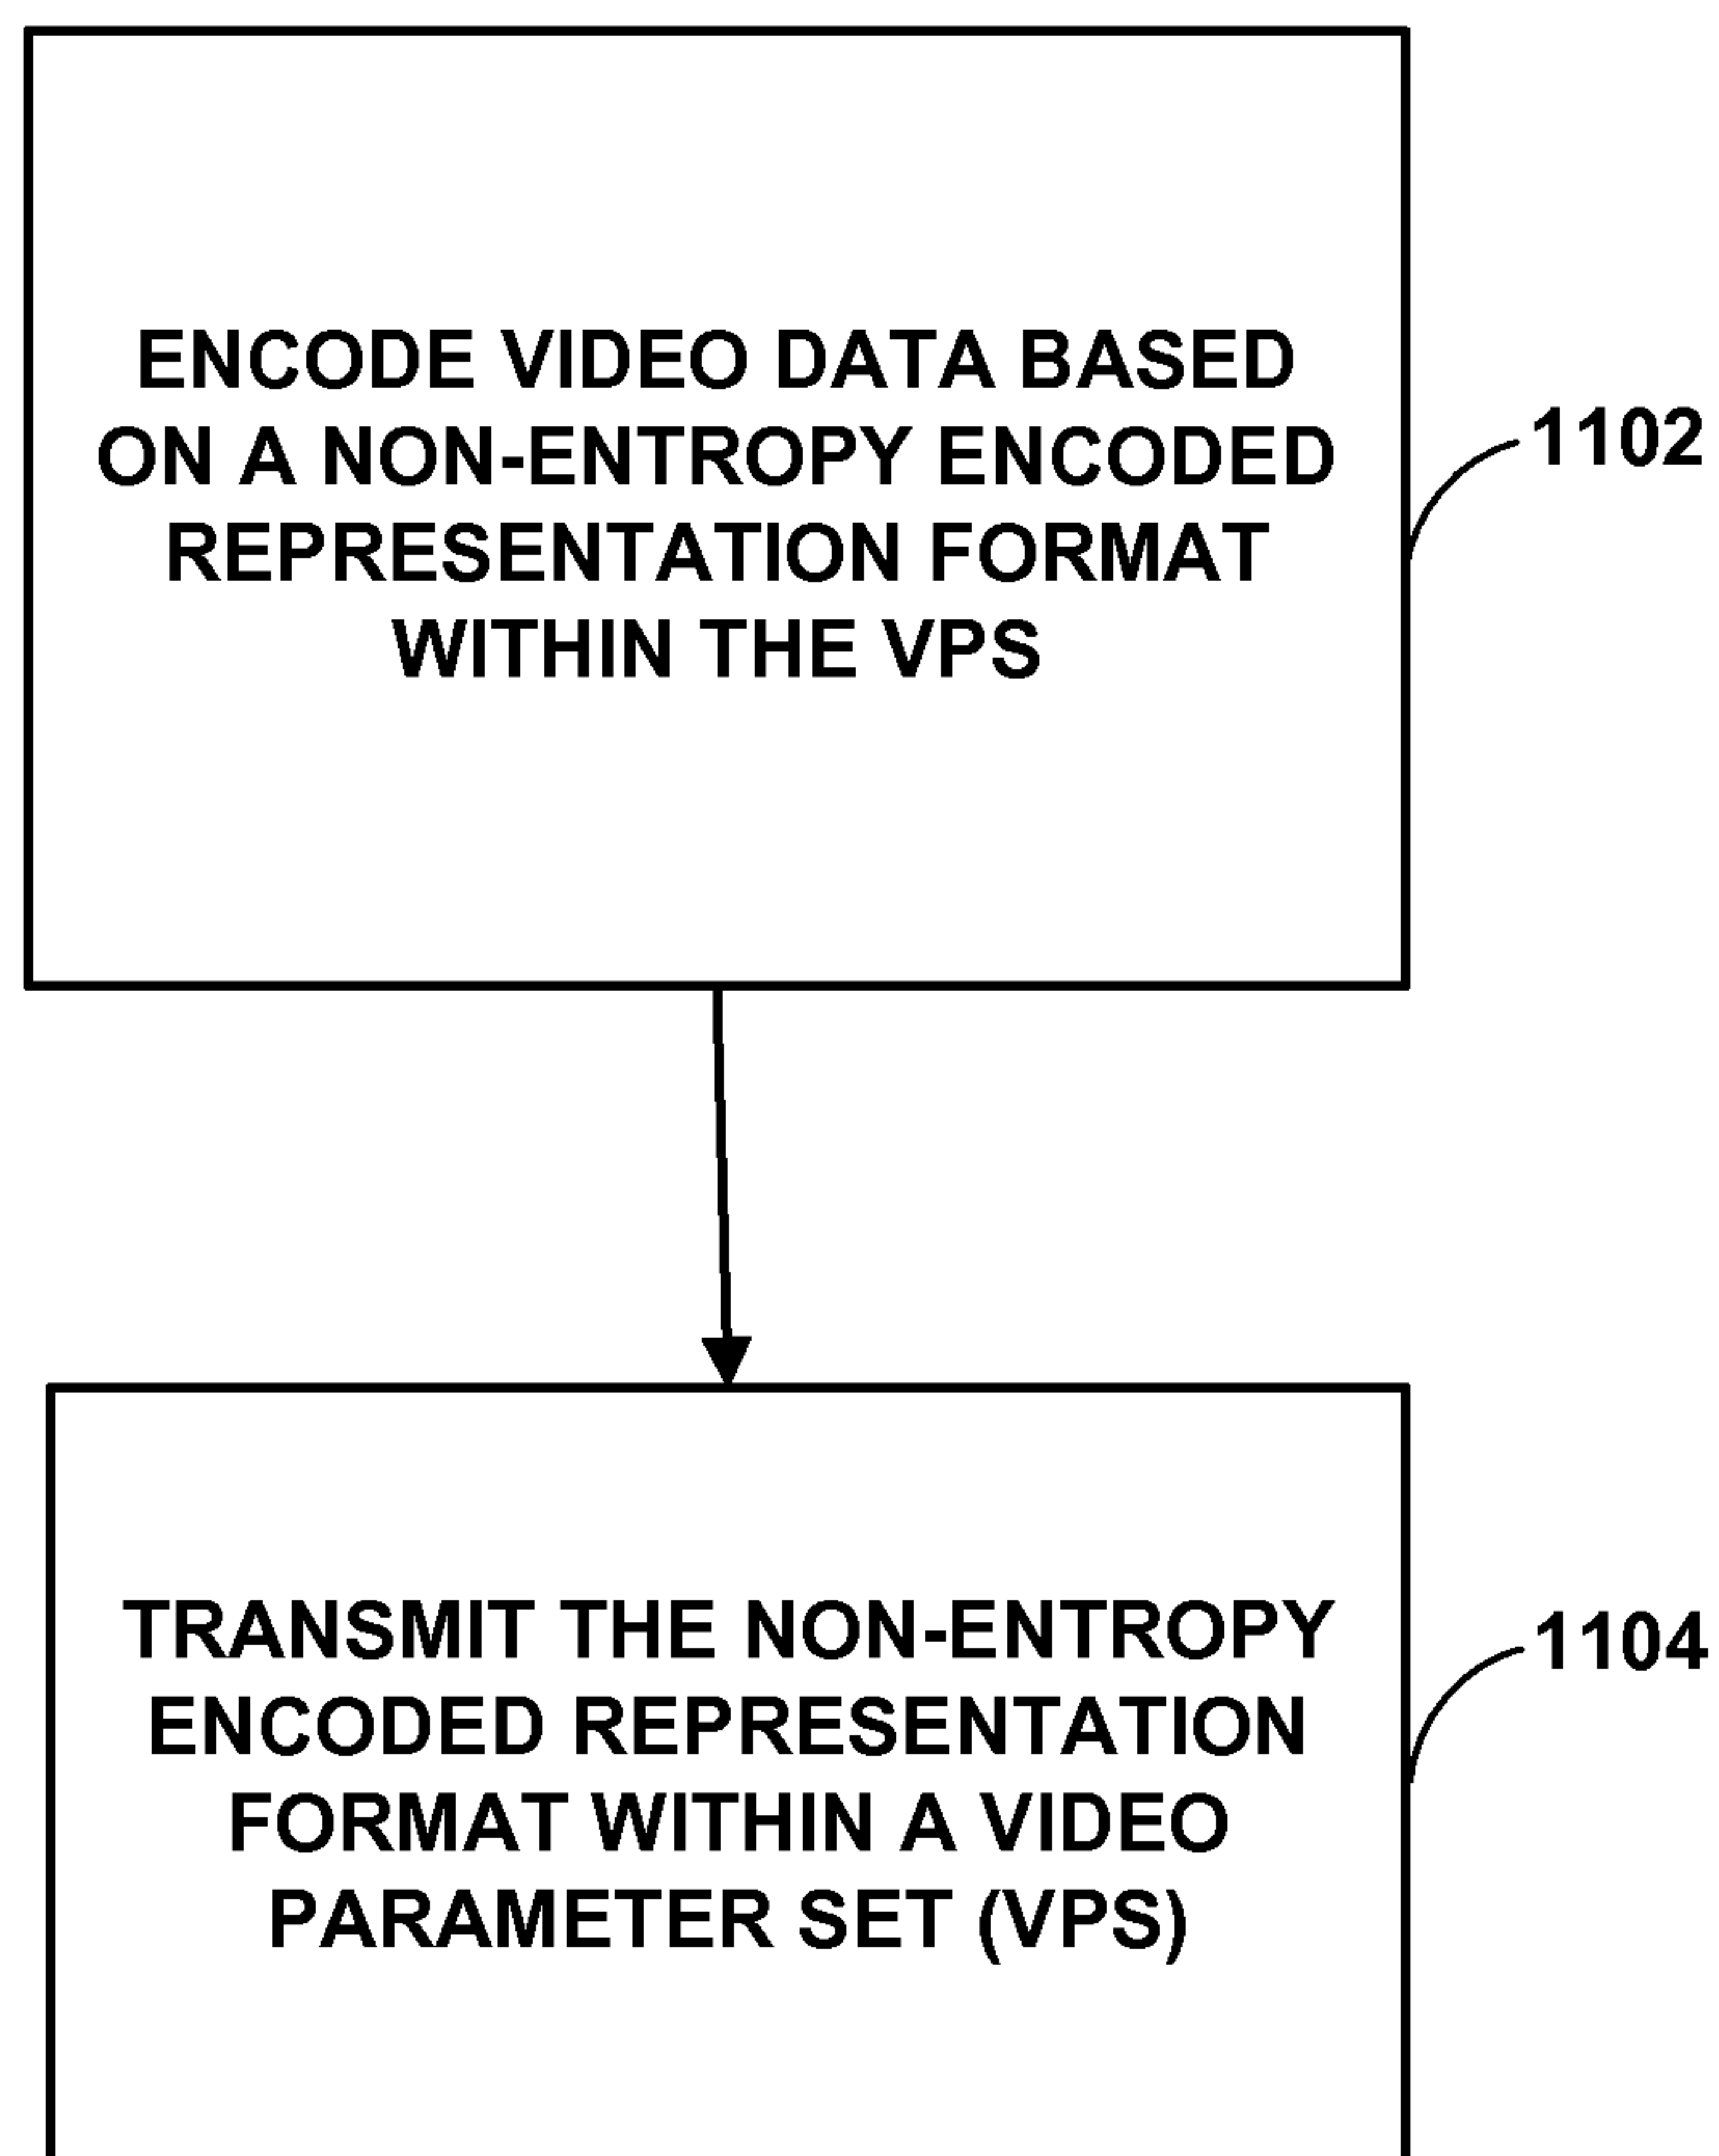 ENCODE VIDEO DATA BASED
ON A NON-ENTROPY ENCODED
REPRESENTATION FORMAT
WITHIN THE VPS
1102
TRANSMIT THE NON-ENTROPY
ENCODED REPRESENTATION
FORMAT WITHIN A VIDEO
PARAMETER SET (VPS)
1104